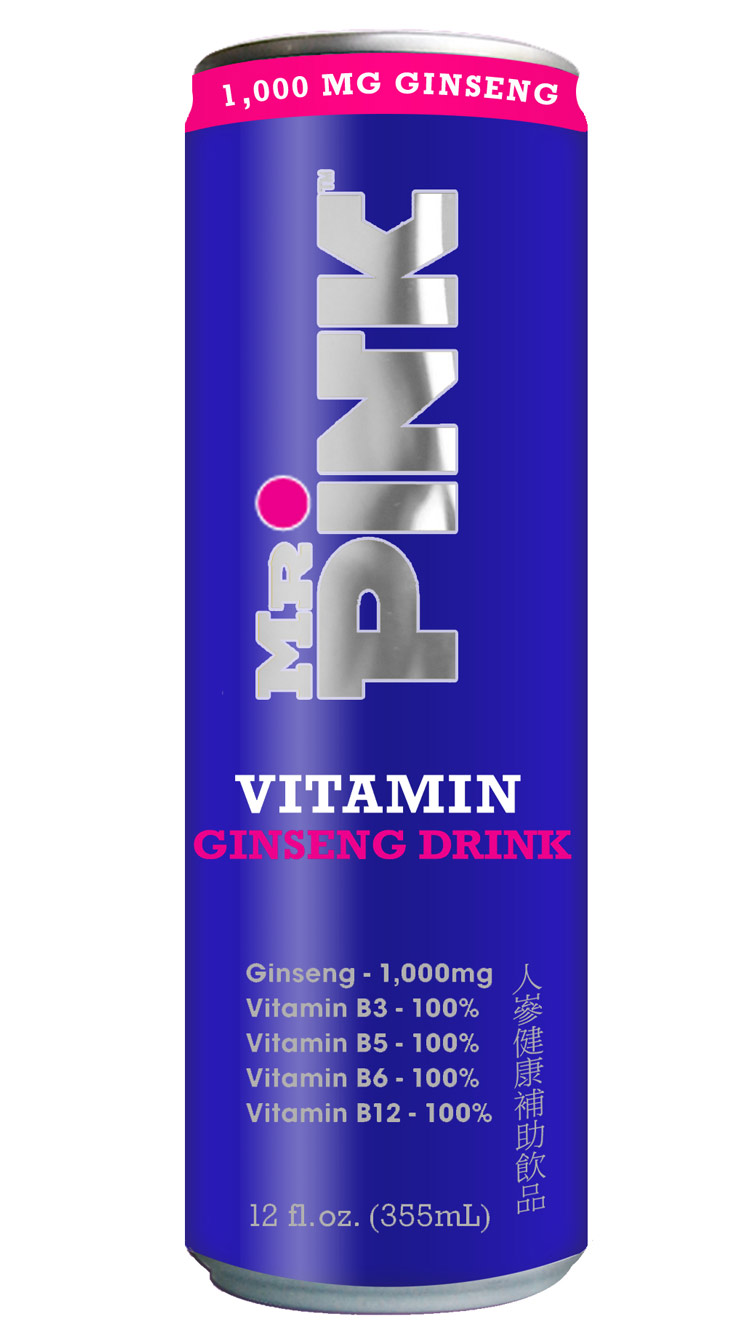 1,000 MG GINSENG
MR. PINK™
VITAMIN
GINSENG DRINK
Ginseng - 1,000mg
Vitamin B3 - 100%
Vitamin B5 - 100%
Vitamin B6 - 100%
Vitamin B12 - 100%
人嵾健康補助飲品
12 fl.oz. (355mL)